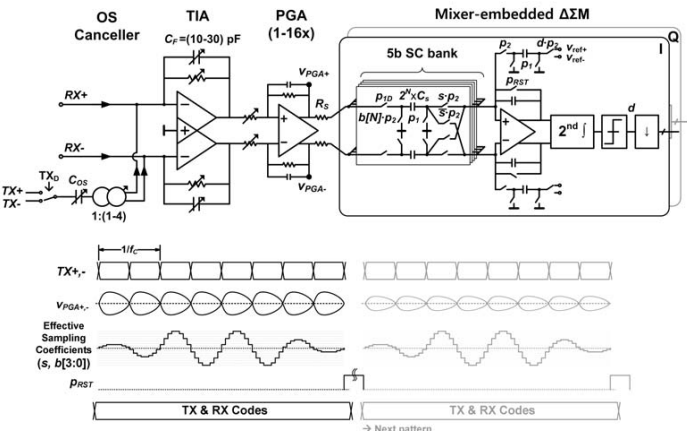 OS
Canceller
TIA
PGA
(1-16x)
Mixer-embedded ΔΣM
Q
I
C_F =(10-30) pF
5b SC bank
v_PGA+
R_S
p_1D
2^N×C_s
s·p_2
b[N]·p_2
p_1
s̅·p_2
p_2
d·p_2
v_ref+
v_ref-
p_1
p_RST
2nd ∫
d
↓
RX+
RX-
v_PGA-
TX_D
C_OS
TX+
TX-
1:(1-4)
1/f_C
TX+,-
v_PGA+,-
Effective
Sampling
Coefficients
(s, b[3:0])
p_RST
TX & RX Codes
TX & RX Codes
→ Next pattern